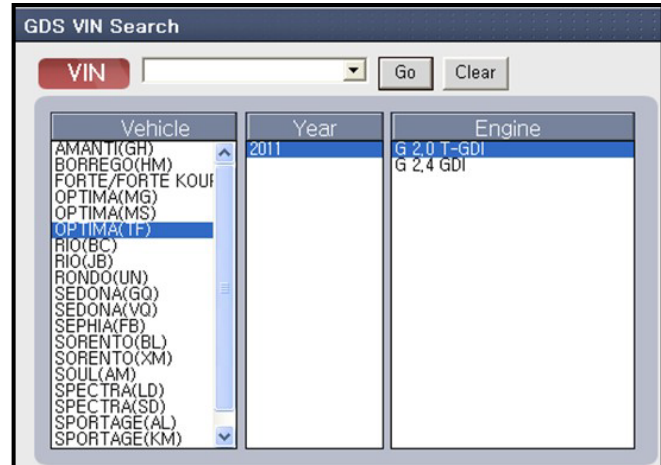 GDS VIN Search
VIN Go Clear
Vehicle Year Engine
AMANTI(GH) 2011 G 2,0 T-GDI
BORREGO(HM) G 2,4 GDI
FORTE/FORTE KOUF
OPTIMA(MG)
OPTIMA(MS)
OPTIMA(TF)
RIO(BC)
RIO(JB)
RONDO(UN)
SEDONA(GQ)
SEDONA(VQ)
SEPHIA(FB)
SORENTO(BL)
SORENTO(XM)
SOUL(AM)
SPECTRA(LD)
SPECTRA(SD)
SPORTAGE(AL)
SPORTAGE(KM)